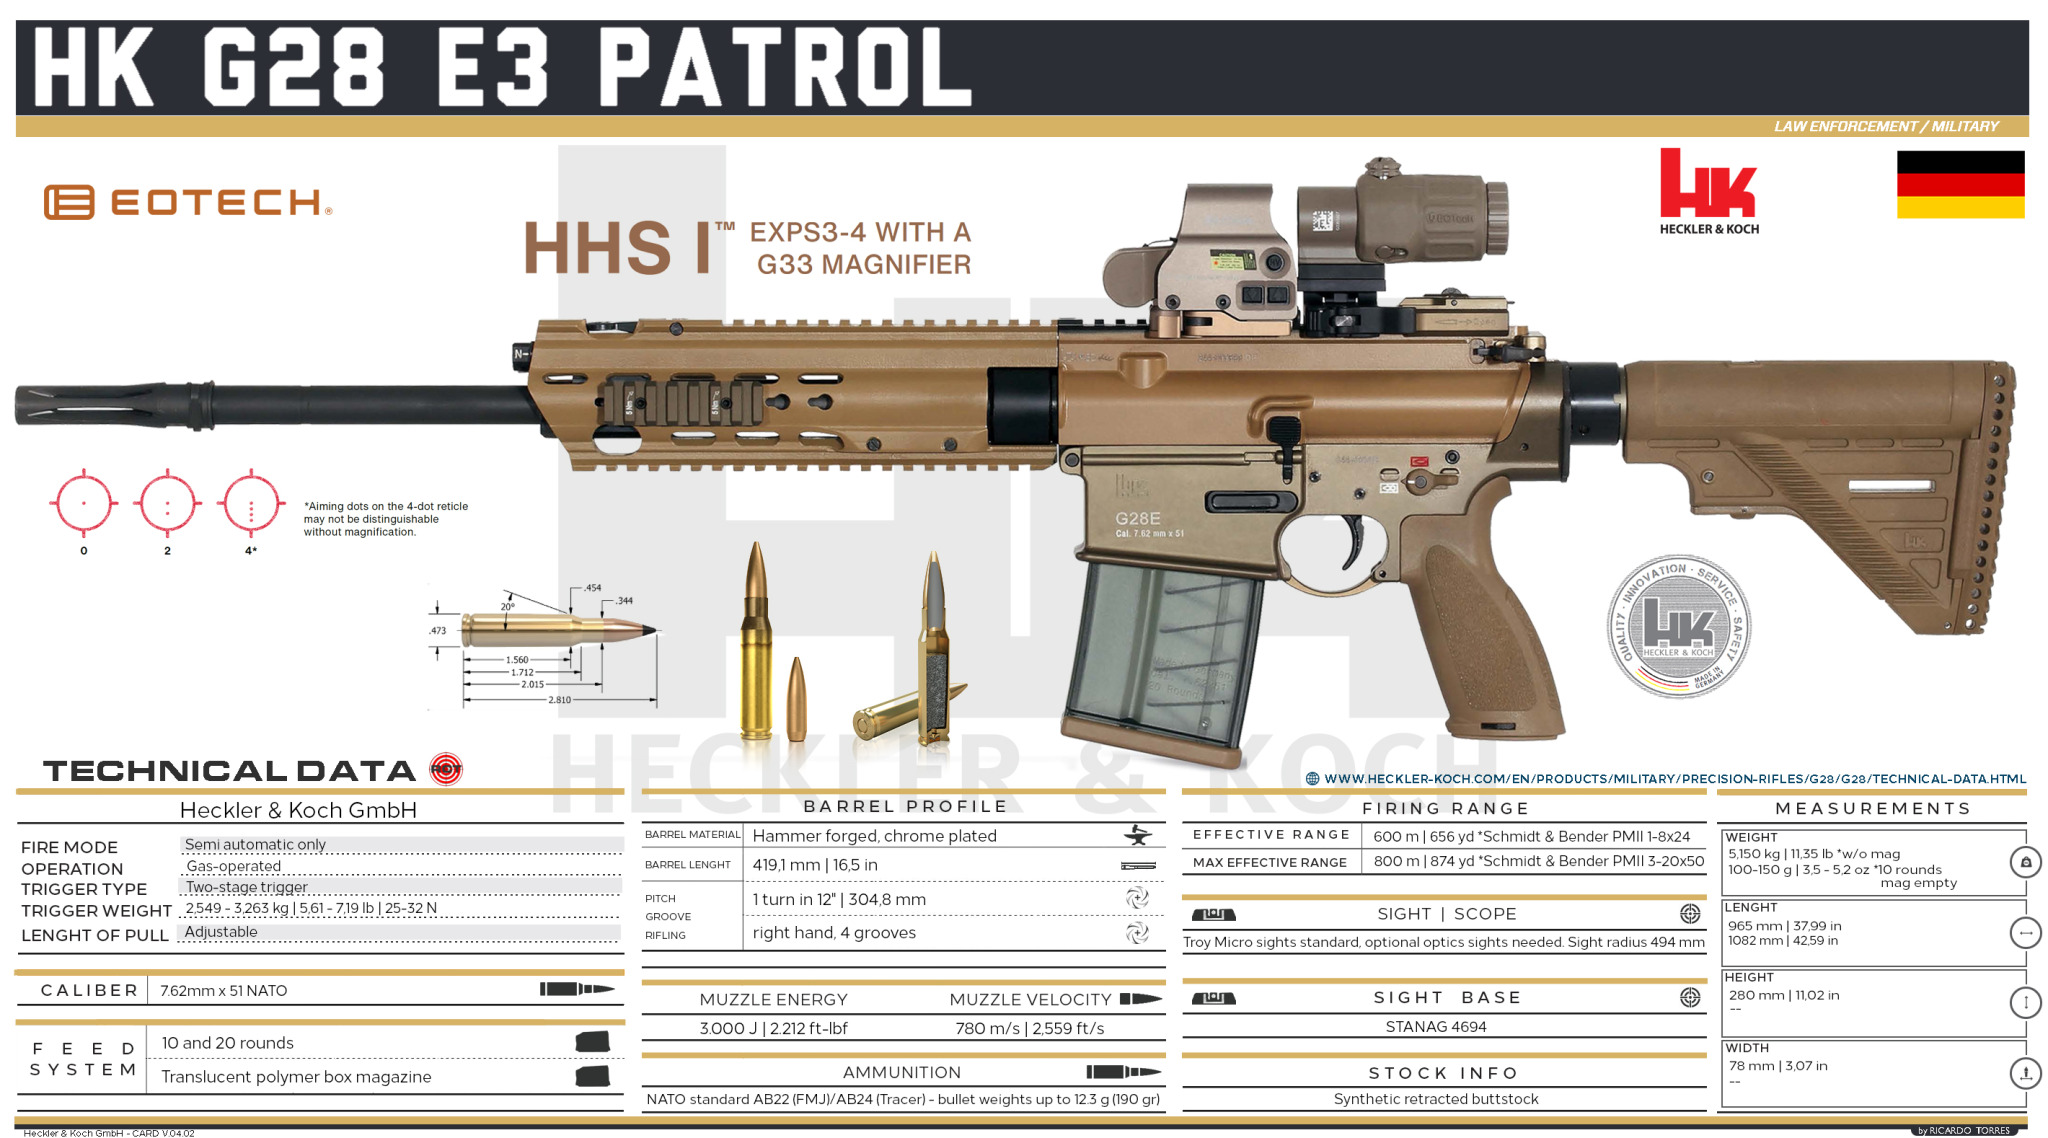 HK G28 E3 PATROL
LAW ENFORCEMENT / MILITARY
EOTECH®
HHS I™ EXPS3-4 WITH A
G33 MAGNIFIER
HK
HECKLER & KOCH
N-
5 Nm
5 Nm
G28E
Cal. 7.62 mm x 51
0
2
4*
*Aiming dots on the 4-dot reticle
may not be distinguishable
without magnification.
20°
.454
.344
.473
1.560
1.712
2.015
2.810
QUALITY · INNOVATION · SERVICE · SAFETY
HK
HECKLER & KOCH
MADE IN
GERMANY
HECKLER & KOCH
TECHNICAL DATA
WWW.HECKLER-KOCH.COM/EN/PRODUCTS/MILITARY/PRECISION-RIFLES/G28/G28/TECHNICAL-DATA.HTML
Heckler & Koch GmbH
FIRE MODE Semi automatic only
OPERATION Gas-operated
TRIGGER TYPE Two-stage trigger
TRIGGER WEIGHT 2,549 - 3,263 kg | 5,61 - 7,19 lb | 25-32 N
LENGHT OF PULL Adjustable
CALIBER 7.62mm x 51 NATO
FEED
SYSTEM
10 and 20 rounds
Translucent polymer box magazine
BARREL PROFILE
BARREL MATERIAL Hammer forged, chrome plated
BARREL LENGHT 419,1 mm | 16,5 in
PITCH
GROOVE
RIFLING
1 turn in 12" | 304,8 mm
right hand, 4 grooves
MUZZLE ENERGY MUZZLE VELOCITY
3.000 J | 2.212 ft-lbf 780 m/s | 2,559 ft/s
AMMUNITION
NATO standard AB22 (FMJ)/AB24 (Tracer) - bullet weights up to 12.3 g (190 gr)
FIRING RANGE
EFFECTIVE RANGE 600 m | 656 yd *Schmidt & Bender PMII 1-8x24
MAX EFFECTIVE RANGE 800 m | 874 yd *Schmidt & Bender PMII 3-20x50
SIGHT | SCOPE
Troy Micro sights standard, optional optics sights needed. Sight radius 494 mm
SIGHT BASE
STANAG 4694
STOCK INFO
Synthetic retracted buttstock
MEASUREMENTS
WEIGHT
5,150 kg | 11,35 lb *w/o mag
100-150 g | 3,5 - 5,2 oz *10 rounds
mag empty
LENGHT
965 mm | 37,99 in
1082 mm | 42,59 in
HEIGHT
280 mm | 11,02 in
--
WIDTH
78 mm | 3,07 in
--
Heckler & Koch GmbH - CARD V.04.02
by RICARDO TORRES